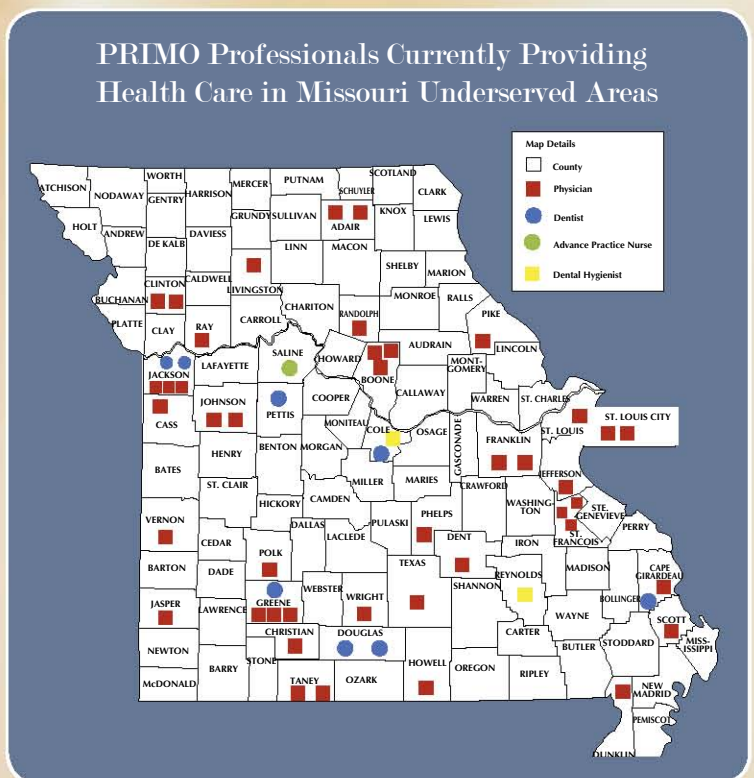 PRIMO Professionals Currently Providing
Health Care in Missouri Underserved Areas
Map Details
County
Physician
Dentist
Advance Practice Nurse
Dental Hygienist
ATCHISON
NODAWAY
WORTH
GENTRY
HARRISON
MERCER
PUTNAM
SCHUYLER
SCOTLAND
CLARK
HOLT
ANDREW
DE KALB
DAVIESS
GRUNDY
SULLIVAN
ADAIR
KNOX
LEWIS
LINN
MACON
SHELBY
MARION
BUCHANAN
CLINTON
CALDWELL
LIVINGSTON
CHARITON
RANDOLPH
MONROE
RALLS
PIKE
PLATTE
CLAY
RAY
CARROLL
SALINE
HOWARD
BOONE
AUDRAIN
MONT-
GOMERY
LINCOLN
JACKSON
LAFAYETTE
COOPER
CALLAWAY
WARREN
ST. CHARLES
CASS
JOHNSON
PETTIS
MONITEAU
COLE
OSAGE
GASCONADE
FRANKLIN
ST. LOUIS
ST. LOUIS CITY
BATES
HENRY
BENTON
MORGAN
MILLER
MARIES
CRAWFORD
JEFFERSON
ST. CLAIR
HICKORY
CAMDEN
PULASKI
PHELPS
WASHING-
TON
STE.
GENEVIEVE
ST.
FRANCOIS
PERRY
VERNON
CEDAR
DALLAS
LACLEDE
DENT
IRON
BARTON
DADE
POLK
TEXAS
SHANNON
REYNOLDS
MADISON
BOLLINGER
CAPE
GIRARDEAU
JASPER
LAWRENCE
GREENE
WEBSTER
WRIGHT
WAYNE
SCOTT
NEWTON
CHRISTIAN
DOUGLAS
CARTER
BUTLER
STODDARD
MISS-
ISSIPPI
McDONALD
BARRY
STONE
TANEY
OZARK
HOWELL
OREGON
RIPLEY
NEW
MADRID
PEMISCOT
DUNKLIN